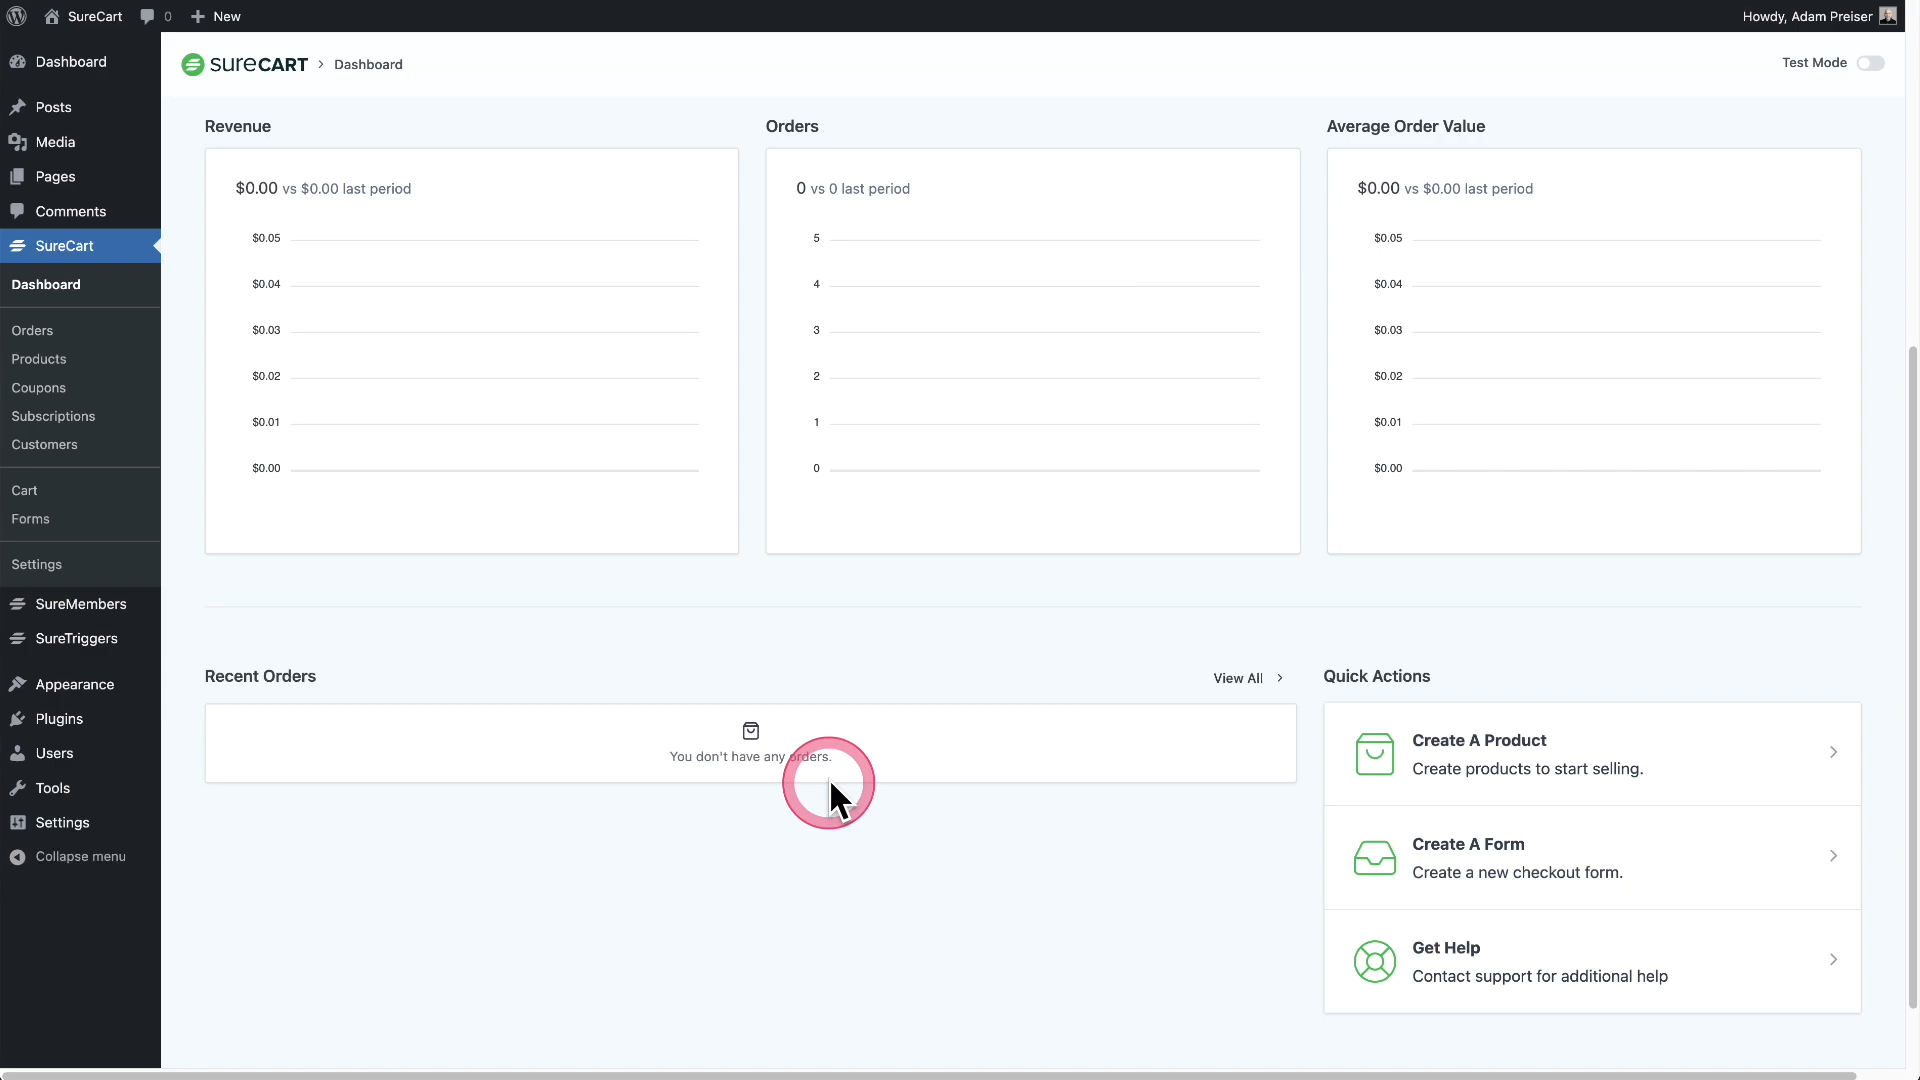 SureCart
0
New
Howdy, Adam Preiser
Dashboard
Posts
Media
Pages
Comments
SureCart
Dashboard
Orders
Products
Coupons
Subscriptions
Customers
Cart
Forms
Settings
SureMembers
SureTriggers
Appearance
Plugins
Users
Tools
Settings
Collapse menu
SURECART
Dashboard
Test Mode
Revenue
$0.00 vs $0.00 last period
$0.05
$0.04
$0.03
$0.02
$0.01
$0.00
Orders
0 vs 0 last period
5
4
3
2
1
0
Average Order Value
$0.00 vs $0.00 last period
$0.05
$0.04
$0.03
$0.02
$0.01
$0.00
Recent Orders
View All
You don't have any orders.
Quick Actions
Create A Product
Create products to start selling.
Create A Form
Create a new checkout form.
Get Help
Contact support for additional help